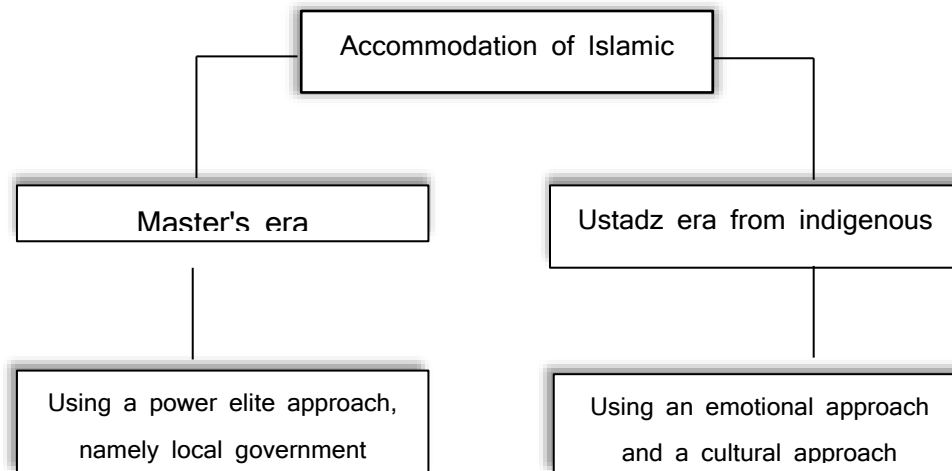 Accommodation of Islamic
Master's era
Ustadz era from indigenous
Using a power elite approach,
namely local government
Using an emotional approach
and a cultural approach